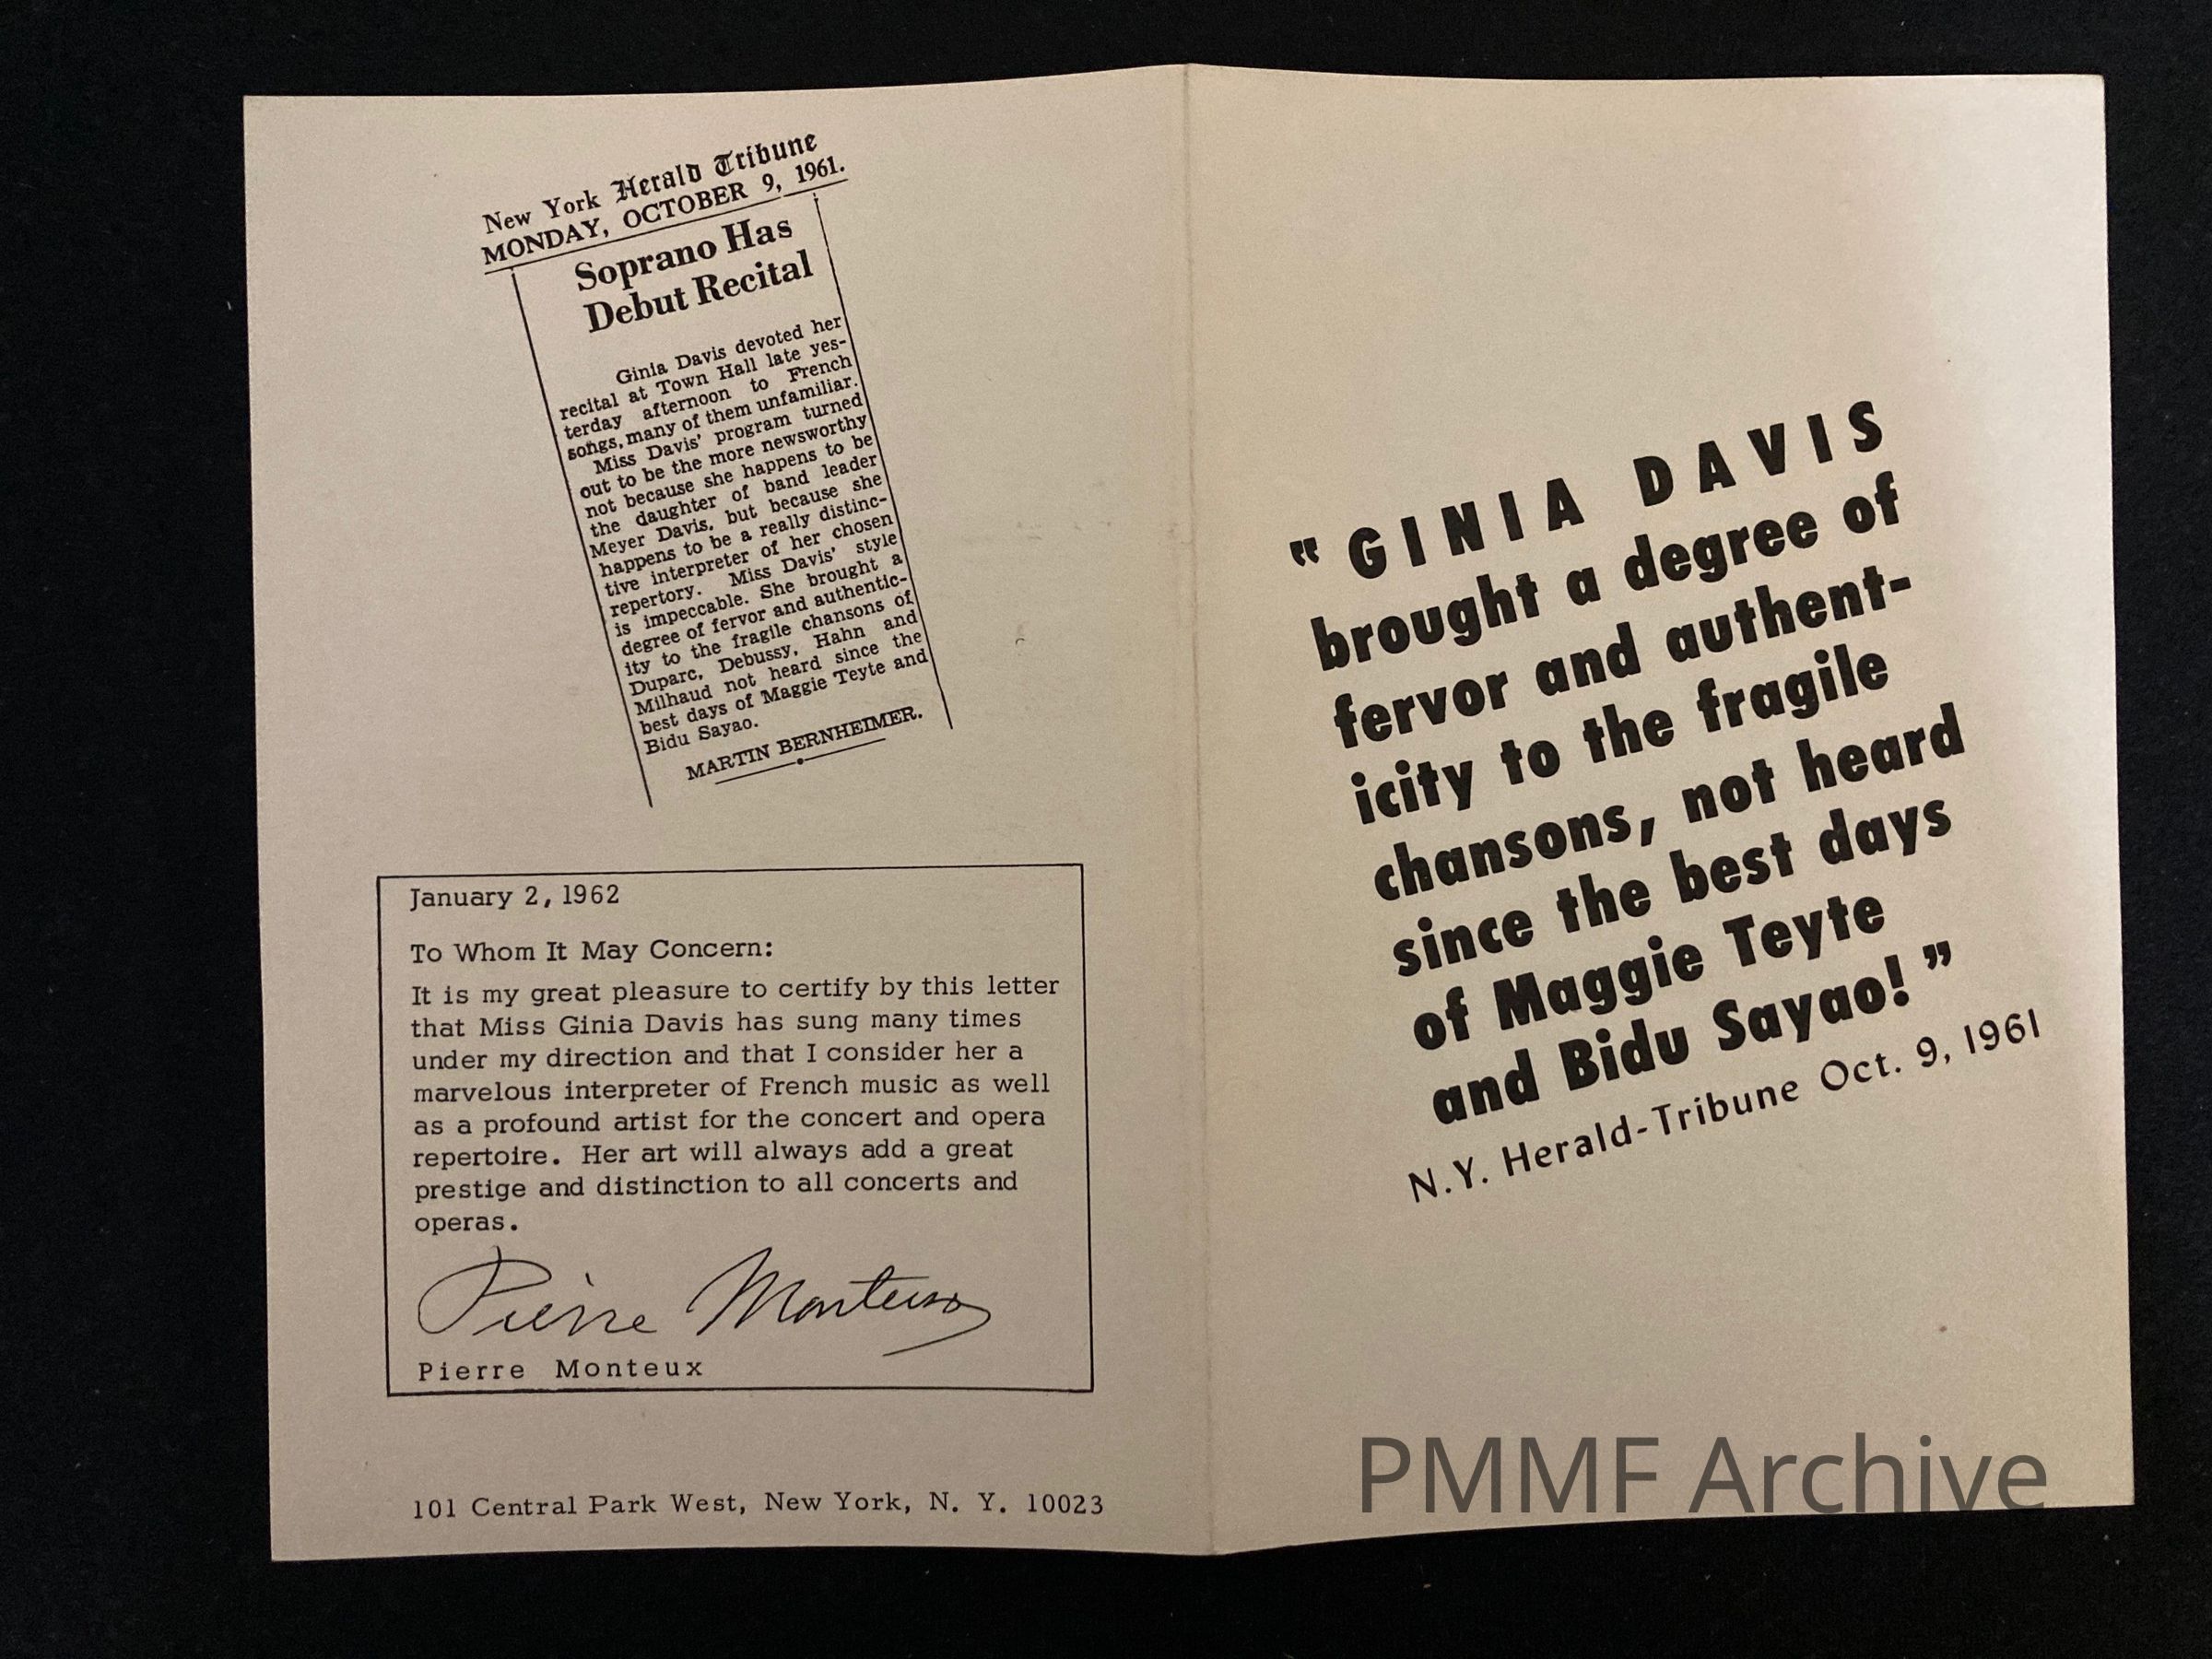 New York Herald Tribune
MONDAY, OCTOBER 9, 1961.
Soprano Has
Debut Recital
Ginia Davis devoted her
recital at Town Hall late yes-
terday afternoon to French
songs, many of them unfamiliar.
Miss Davis' program turned
out to be the more newsworthy
not because she happens to be
the daughter of band leader
Meyer Davis, but because she
happens to be a really distinc-
tive interpreter of her chosen
repertory. Miss Davis' style
is impeccable. She brought a
degree of fervor and authentic-
ity to the fragile chansons of
Duparc, Debussy, Hahn and
Milhaud not heard since the
best days of Maggie Teyte and
Bidu Sayao.
MARTIN BERNHEIMER.
January 2, 1962
To Whom It May Concern:
It is my great pleasure to certify by this letter
that Miss Ginia Davis has sung many times
under my direction and that I consider her a
marvelous interpreter of French music as well
as a profound artist for the concert and opera
repertoire. Her art will always add a great
prestige and distinction to all concerts and
operas.
Pierre Monteux
Pierre Monteux
101 Central Park West, New York, N. Y. 10023
"GINIA DAVIS
brought a degree of
fervor and authent-
icity to the fragile
chansons, not heard
since the best days
of Maggie Teyte
and Bidu Sayao!"
N.Y. Herald-Tribune Oct. 9, 1961
PMMF Archive